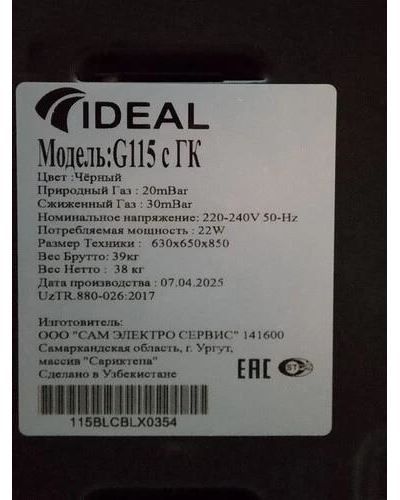 IDEAL
Модель:G115 с ГК
Цвет :Чёрный
Природный Газ : 20mBar
Сжиженный Газ : 30mBar
Номинальное напряжение: 220-240V 50-Hz
Потребляемая мощность : 22W
Размер Техники : 630x650x850
Вес Брутто: 39кг
Вес Нетто : 38 кг
Дата производства : 07.04.2025
UzTR.880-026:2017
Изготовитель:
ООО "САМ ЭЛЕКТРО СЕРВИС" 141600
Самаркандская область, г. Ургут,
массив "Сариктепа"
Сделано в Узбекистане
EAC
115BLCBLX0354